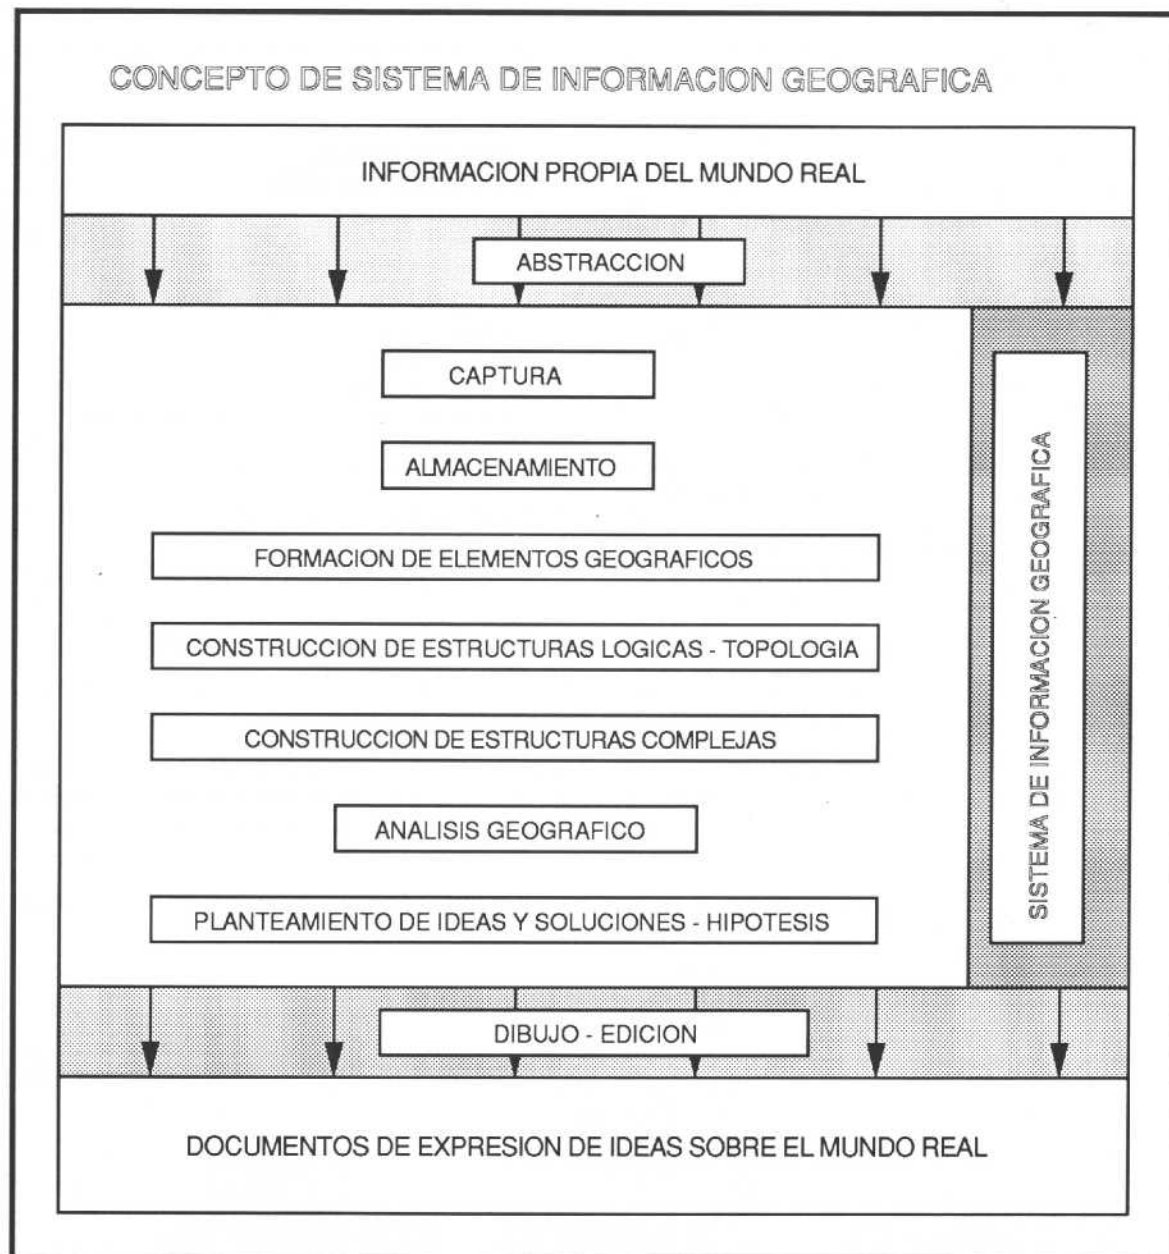 CONCEPTO DE SISTEMA DE INFORMACION GEOGRAFICA
INFORMACION PROPIA DEL MUNDO REAL
ABSTRACCION
CAPTURA
ALMACENAMIENTO
FORMACION DE ELEMENTOS GEOGRAFICOS
CONSTRUCCION DE ESTRUCTURAS LOGICAS - TOPOLOGIA
CONSTRUCCION DE ESTRUCTURAS COMPLEJAS
ANALISIS GEOGRAFICO
PLANTEAMIENTO DE IDEAS Y SOLUCIONES - HIPOTESIS
SISTEMA DE INFORMACION GEOGRAFICA
DIBUJO - EDICION
DOCUMENTOS DE EXPRESION DE IDEAS SOBRE EL MUNDO REAL